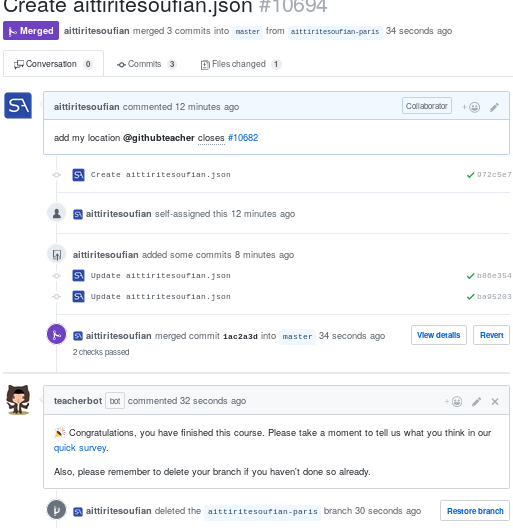 Create aittiritesoufian.json #10694
Merged aittiritesoufian merged 3 commits into master from aittiritesoufian-paris 34 seconds ago
Conversation 0 Commits 3 Files changed 1
aittiritesoufian commented 12 minutes ago Collaborator
add my location @githubteacher closes #10682
Create aittiritesoufian.json 972c5e7
aittiritesoufian self-assigned this 12 minutes ago
aittiritesoufian added some commits 8 minutes ago
Update aittiritesoufian.json b86e354
Update aittiritesoufian.json ba95203
aittiritesoufian merged commit 1ac2a3d into master 34 seconds ago View details Revert
2 checks passed
teacherbot bot commented 32 seconds ago
Congratulations, you have finished this course. Please take a moment to tell us what you think in our
quick survey.
Also, please remember to delete your branch if you haven't done so already.
aittiritesoufian deleted the aittiritesoufian-paris branch 30 seconds ago Restore branch